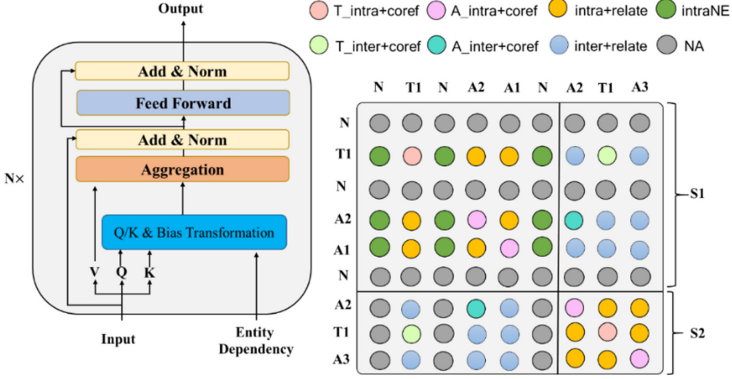 Output
Add & Norm
Feed Forward
Add & Norm
Aggregation
N×
Q/K & Bias Transformation
V Q K
Input
Entity
Dependency
T_intra+coref A_intra+coref intra+relate intraNE
T_inter+coref A_inter+coref inter+relate NA
N T1 N A2 A1 N A2 T1 A3
N
T1
N
S1
A2
A1
N
A2
T1
S2
A3